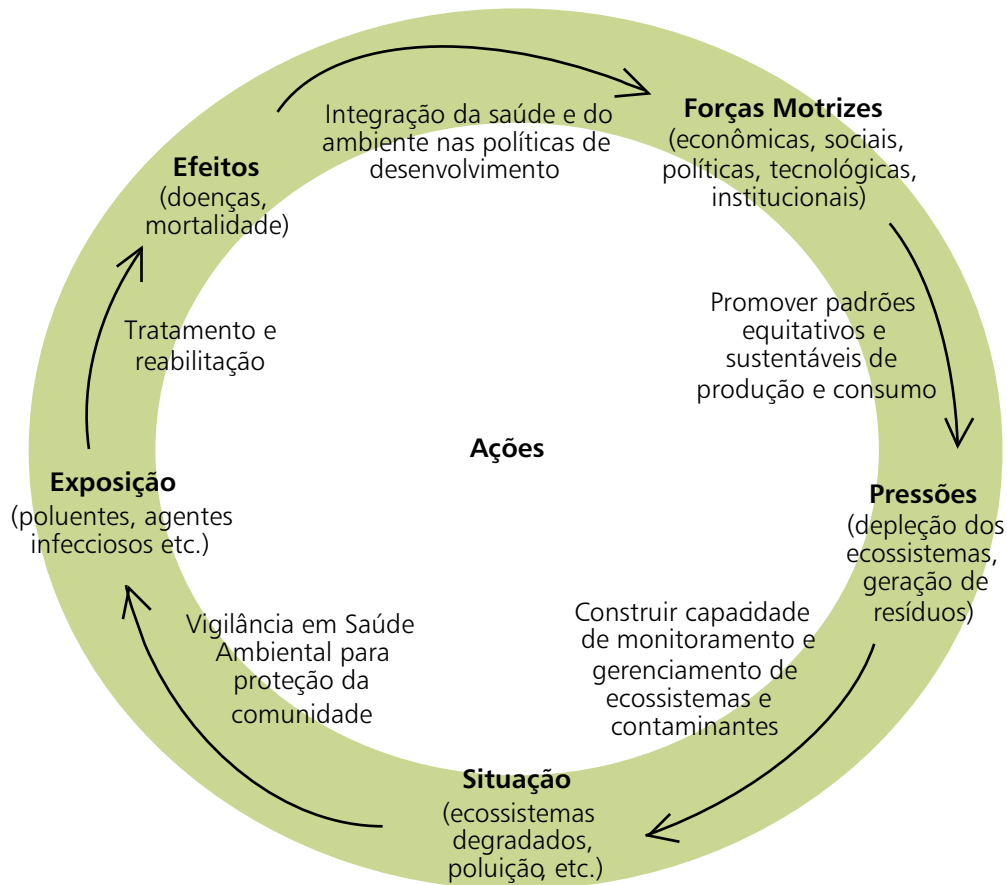 Forças Motrizes
(econômicas, sociais,
políticas, tecnológicas,
institucionais)
Integração da saúde e do
ambiente nas políticas de
desenvolvimento
Efeitos
(doenças,
mortalidade)
Promover padrões
equitativos e
sustentáveis de
produção e consumo
Tratamento e
reabilitação
Ações
Exposição
(poluentes, agentes
infecciosos etc.)
Pressões
(depleção dos
ecossistemas,
geração de
resíduos)
Construir capacidade
de monitoramento e
gerenciamento de
ecossistemas e
contaminantes
Vigilância em Saúde
Ambiental para
proteção da
comunidade
Situação
(ecossistemas
degradados,
poluição, etc.)